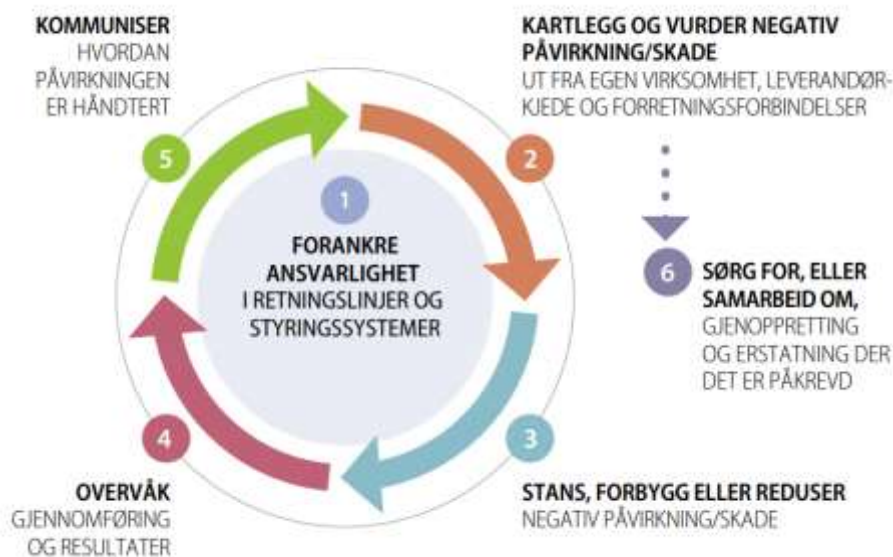 KOMMUNISER
HVORDAN
PÅVIRKNINGEN
ER HÅNDTERT
5
KARTLEGG OG VURDER NEGATIV
PÅVIRKNING/SKADE
UT FRA EGEN VIRKSOMHET, LEVERANDØR-
KJEDE OG FORRETNINGSFORBINDELSER
2
1
FORANKRE
ANSVARLIGHET
I RETNINGSLINJER OG
STYRINGSSYSTEMER
6
SØRG FOR, ELLER
SAMARBEID OM,
GJENOPPRETTING
OG ERSTATNING DER
DET ER PÅKREVD
4
OVERVÅK
GJENNOMFØRING
OG RESULTATER
3
STANS, FORBYGG ELLER REDUSER
NEGATIV PÅVIRKNING/SKADE